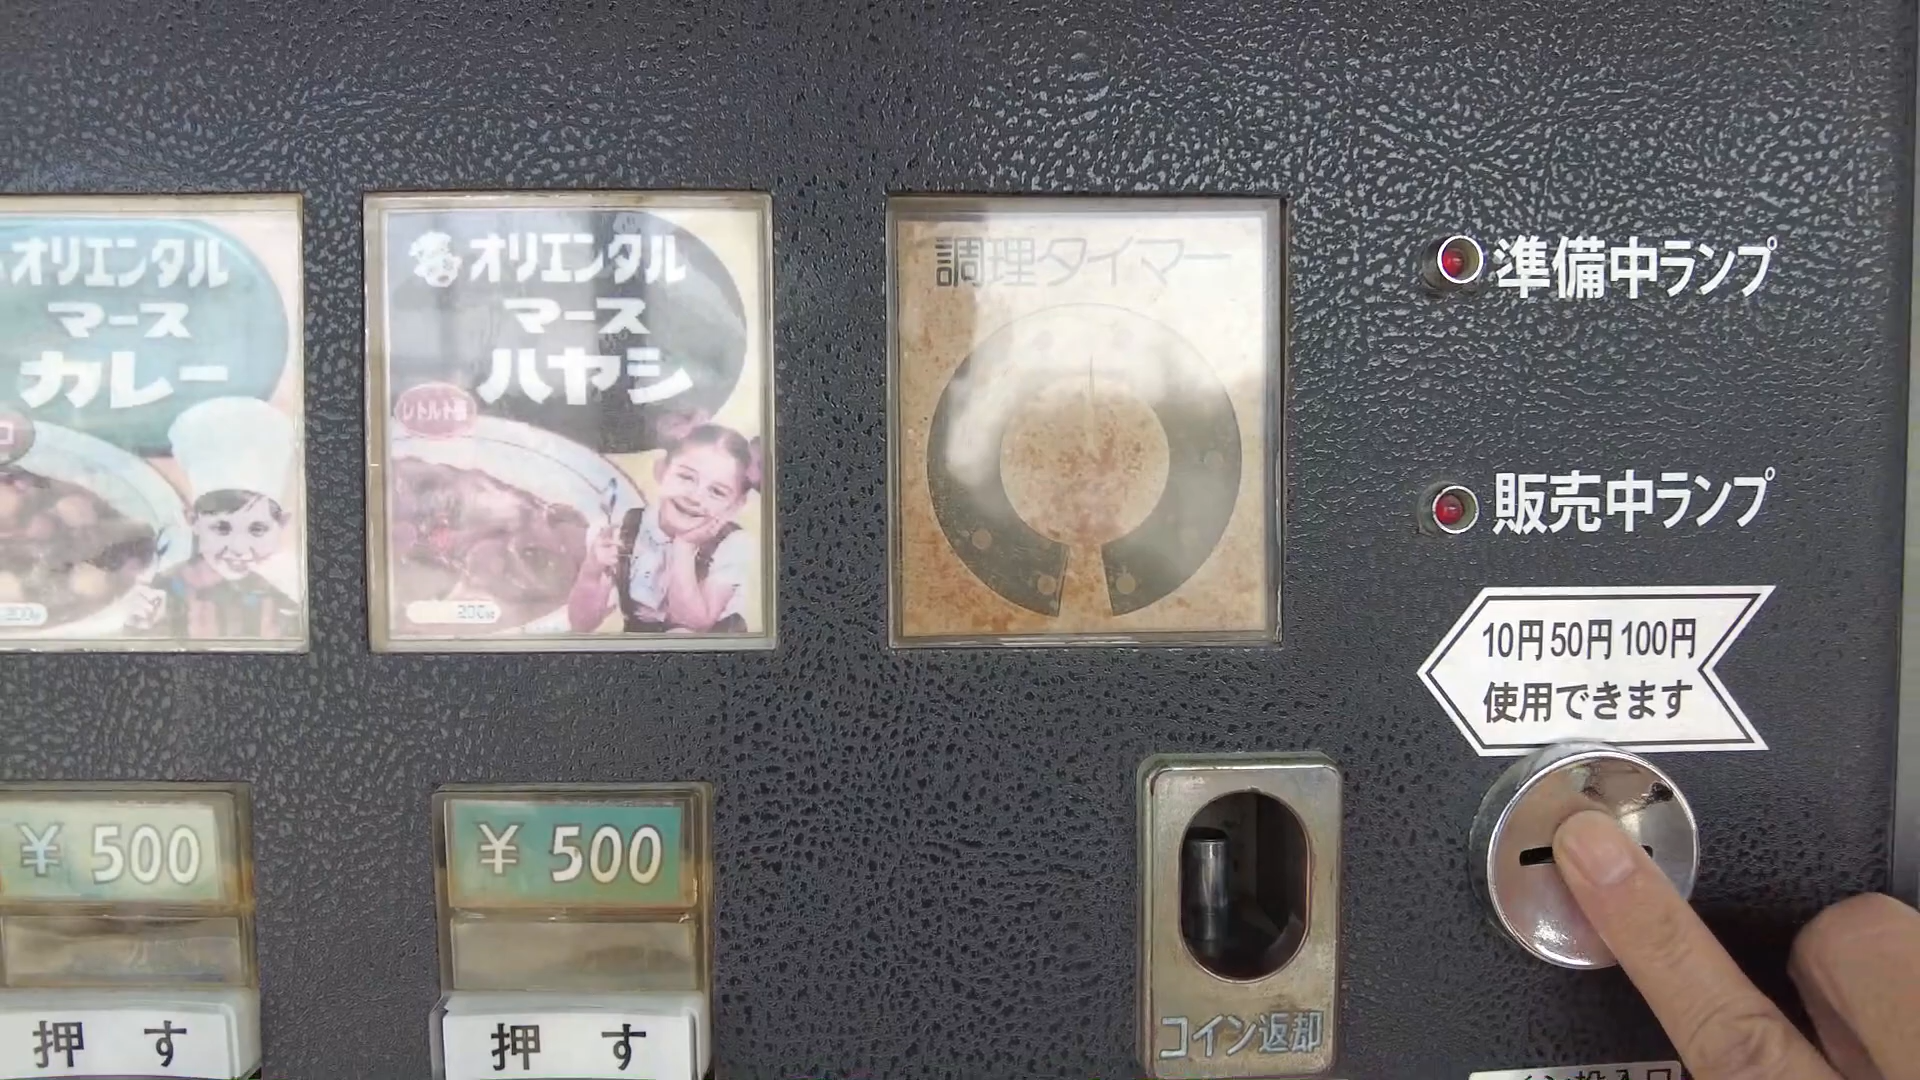 オリエンタル
マース
カレー
200g
オリエンタル
マース
ハヤシ
レトルト
200g
調理タイマー
準備中ランプ
販売中ランプ
10円50円100円
使用できます
¥500
押す
¥500
押す
コイン返却